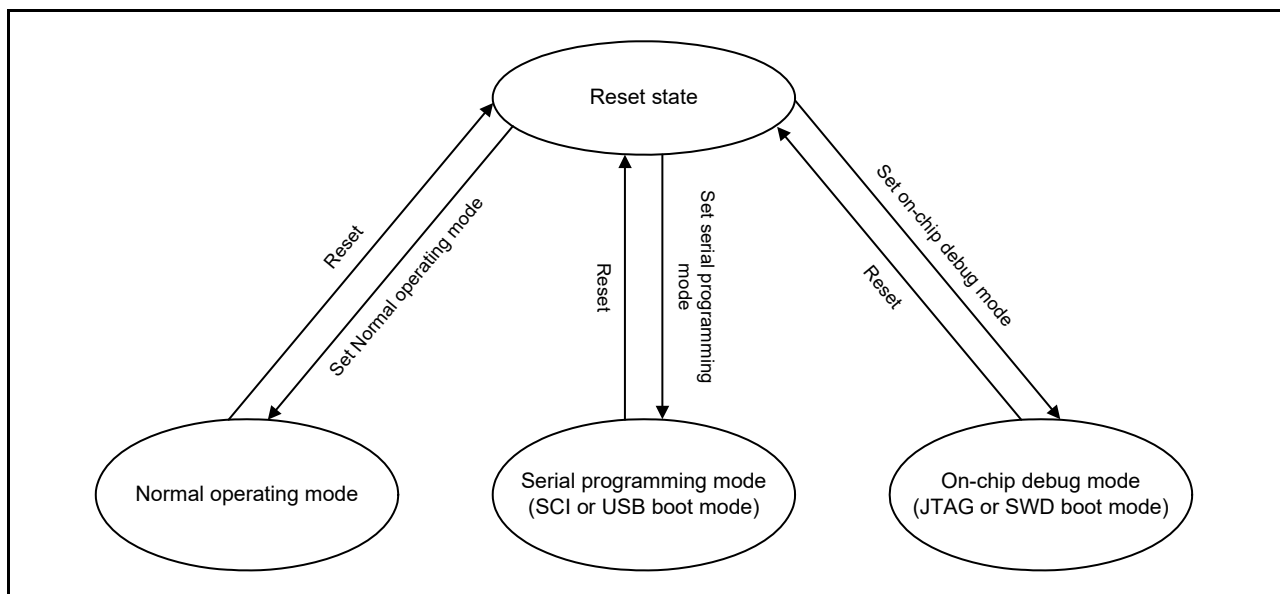 Reset state
Reset
Set Normal operating mode
Reset
Set serial programming
mode
Set on-chip debug mode
Reset
Normal operating mode
Serial programming mode
(SCI or USB boot mode)
On-chip debug mode
(JTAG or SWD boot mode)